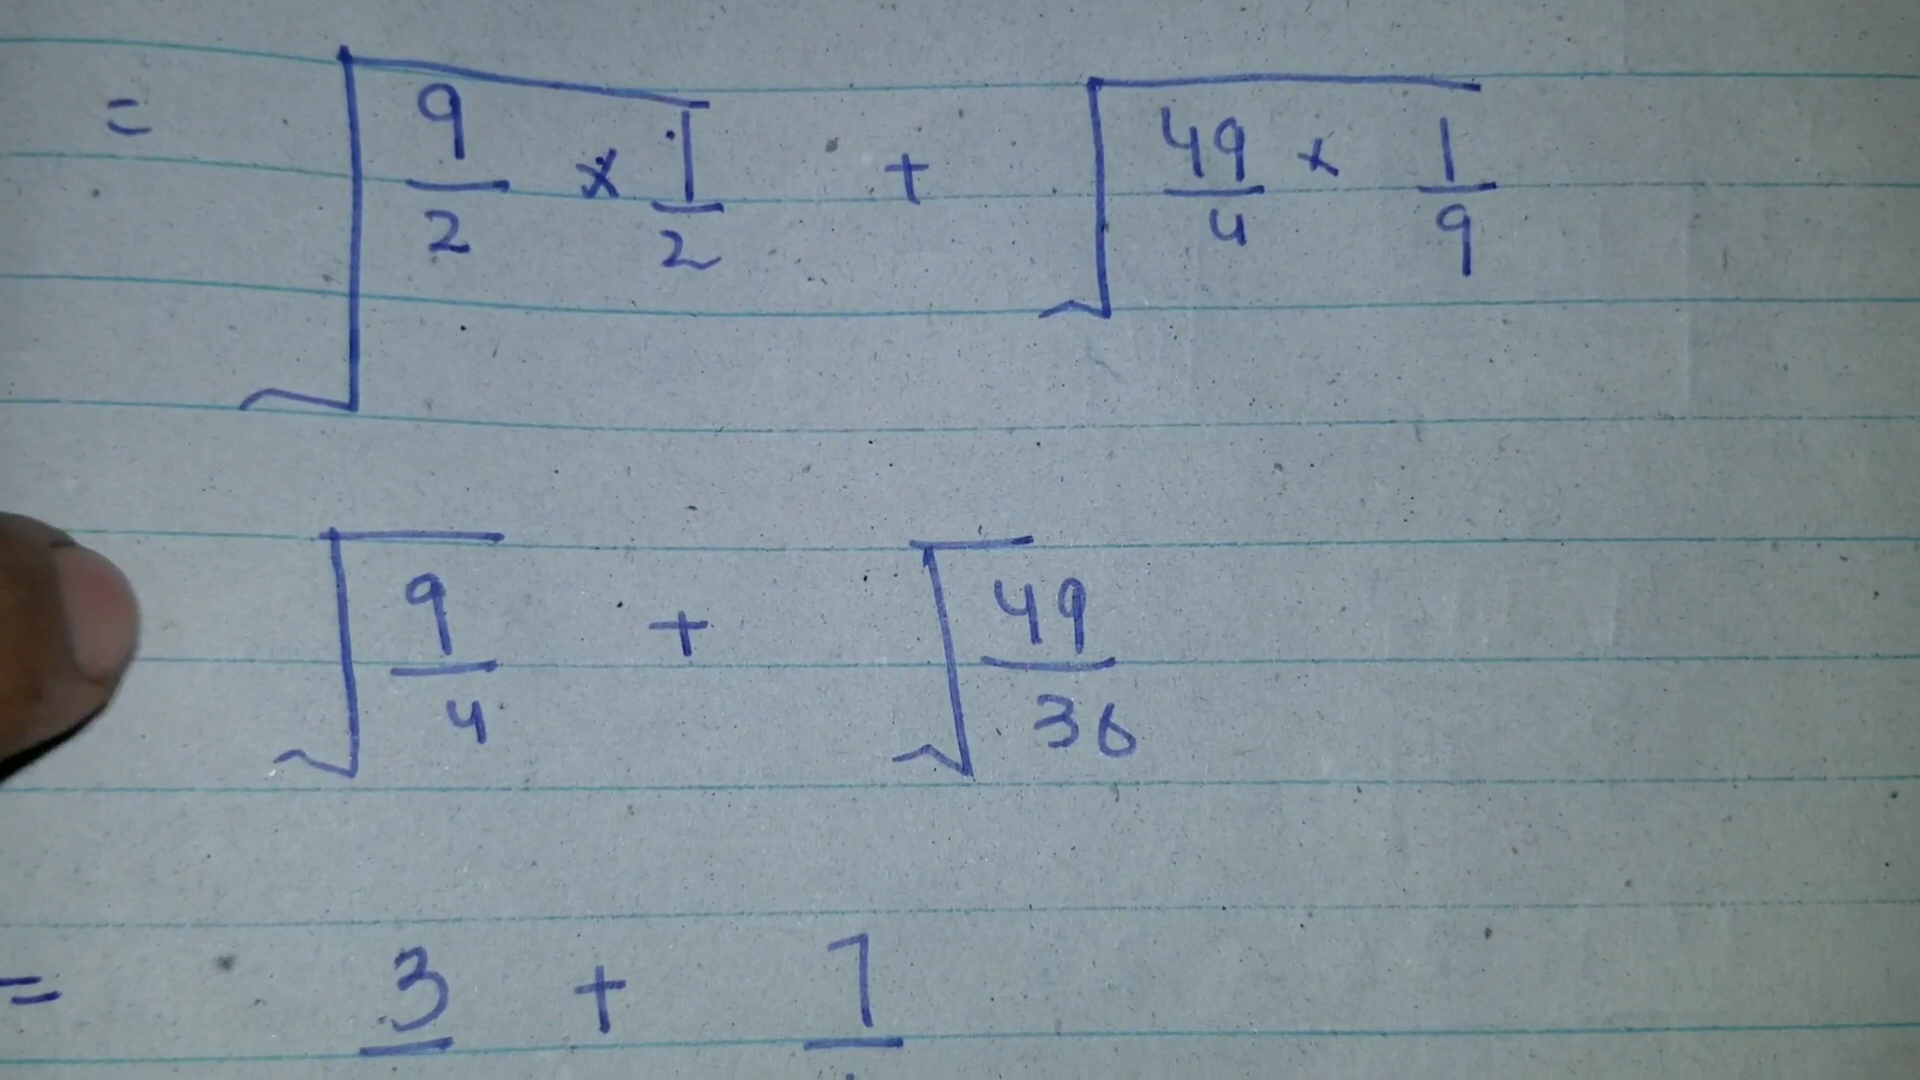 = √(9/2 × 1/2) + √(49/4 × 1/9)
√(9/4) + √(49/36)
= 3 + 7